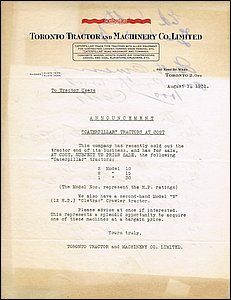 TORONTO TRACTOR AND MACHINERY CO. LIMITED
TORONTO 2, ONT
August 1931.
To Tractor Users
ANNOUNCEMENT
"CATERPILLAR" TRACTORS AT COST
This company has recently sold out the
tractor end of its business, and has for sale,
AT COST, SUBJECT TO PRIOR SALE, the following
"Caterpillar" tractors:
2 Model 10
2 " 15
1 " 30
(The Model Nos. represent the H.P. ratings)
We also have a second-hand Model "W"
(12 H.P.) "Cletrac" Crawler tractor.
Please advise at once if interested.
This represents a splendid opportunity to acquire
one of these machines at a bargain price.
Yours truly,
TORONTO TRACTOR AND MACHINERY CO. LIMITED.